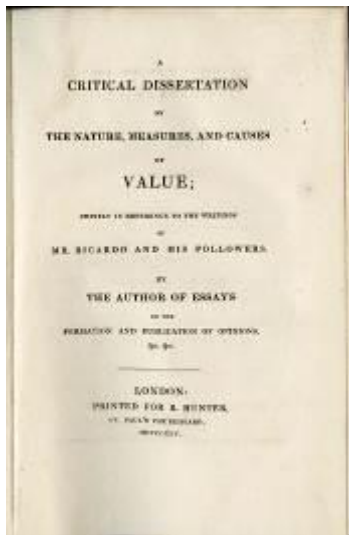 A
CRITICAL DISSERTATION
ON
THE NATURE, MEASURES, AND CAUSES
OF
VALUE;
CHIEFLY IN REFERENCE TO THE WRITINGS
OF
MR. RICARDO AND HIS FOLLOWERS.
BY
THE AUTHOR OF ESSAYS
ON THE
FORMATION AND PUBLICATION OF OPINIONS,
&c. &c.
LONDON:
PRINTED FOR R. HUNTER,
ST. PAUL'S CHURCHYARD.